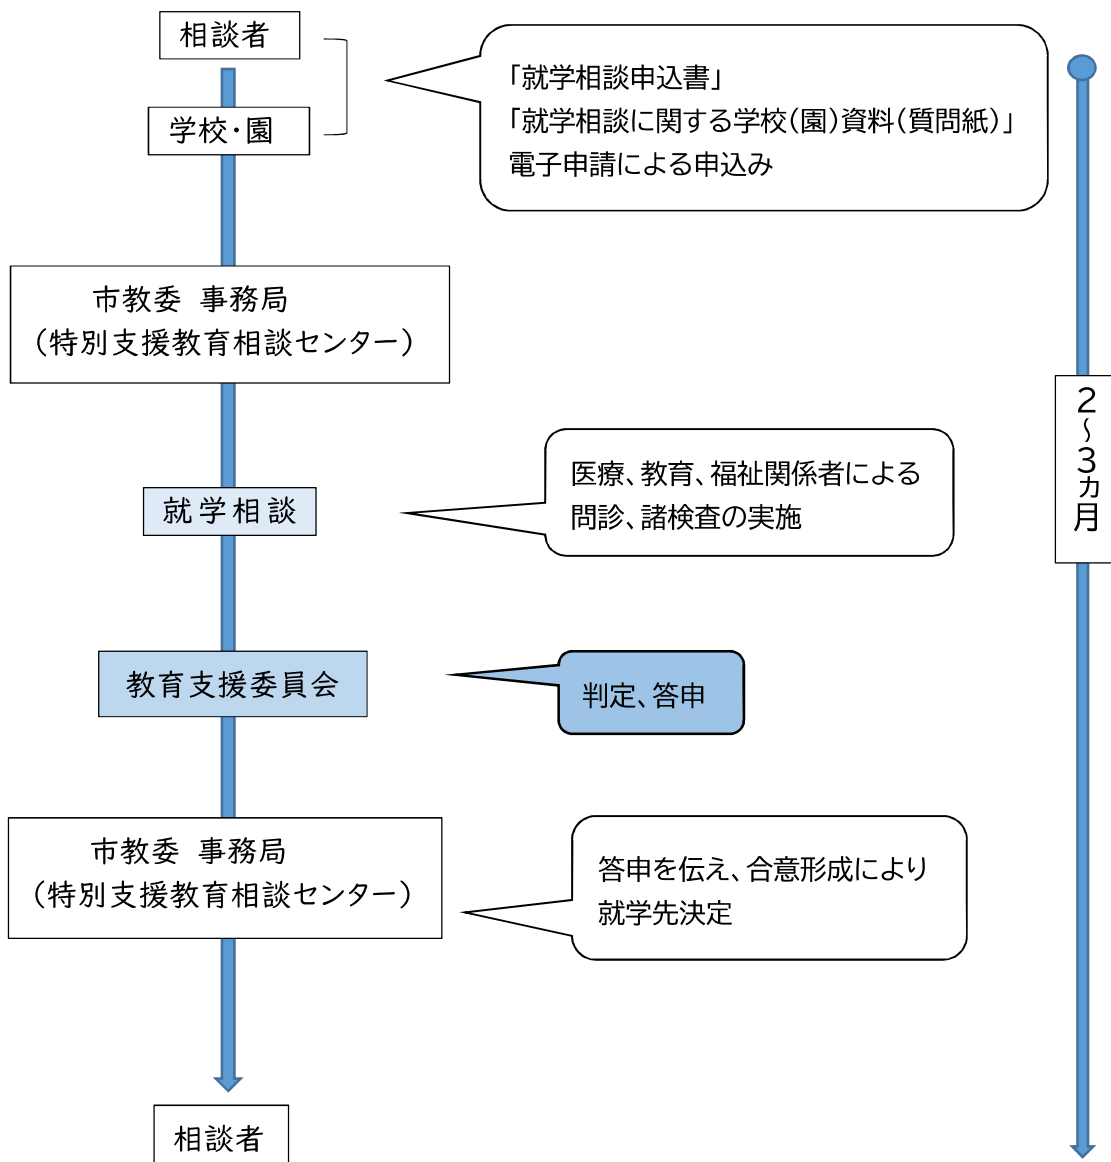 相談者
学校・園
「就学相談申込書」
「就学相談に関する学校(園)資料(質問紙)」
電子申請による申込み
市教委 事務局
(特別支援教育相談センター)
2~3カ月
就学相談
医療、教育、福祉関係者による
問診、諸検査の実施
教育支援委員会
判定、答申
市教委 事務局
(特別支援教育相談センター)
答申を伝え、合意形成により
就学先決定
相談者